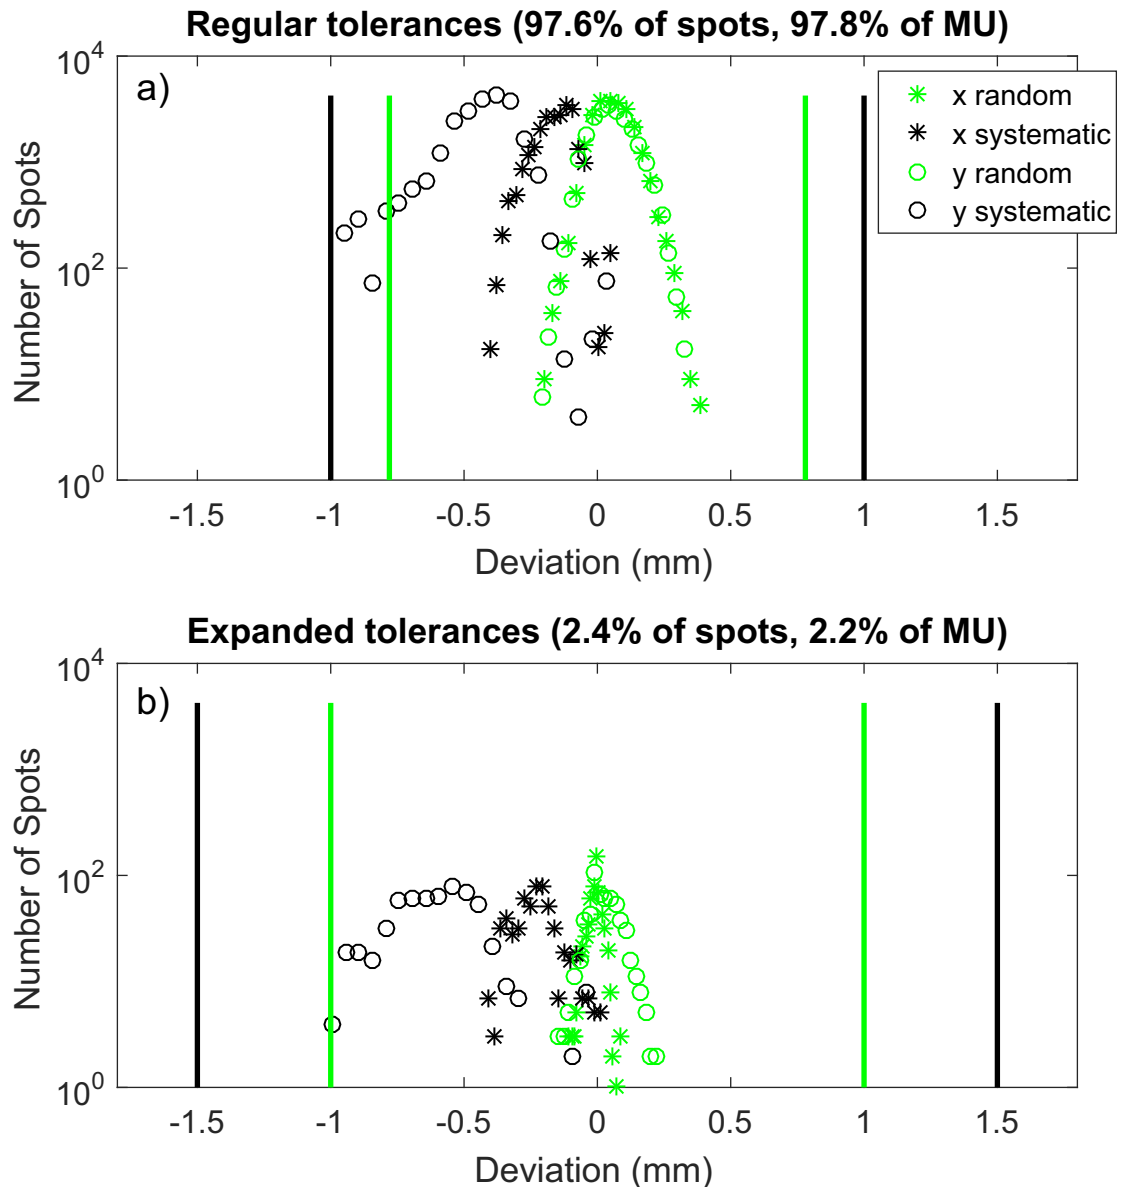 Regular tolerances (97.6% of spots, 97.8% of MU)
a)
10^4
10^2
10^0
Number of Spots
x random
x systematic
y random
y systematic
-1.5 -1 -0.5 0 0.5 1 1.5
Deviation (mm)
Expanded tolerances (2.4% of spots, 2.2% of MU)
b)
10^4
10^2
10^0
Number of Spots
-1.5 -1 -0.5 0 0.5 1 1.5
Deviation (mm)